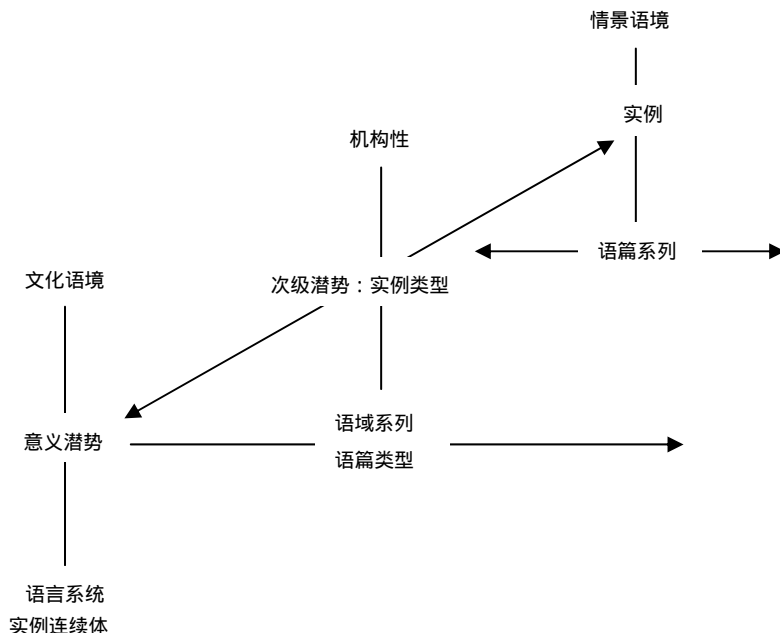 情景语境
实例
机构性
语篇系列
文化语境
次级潜势：实例类型
语域系列
意义潜势
语篇类型
语言系统
实例连续体